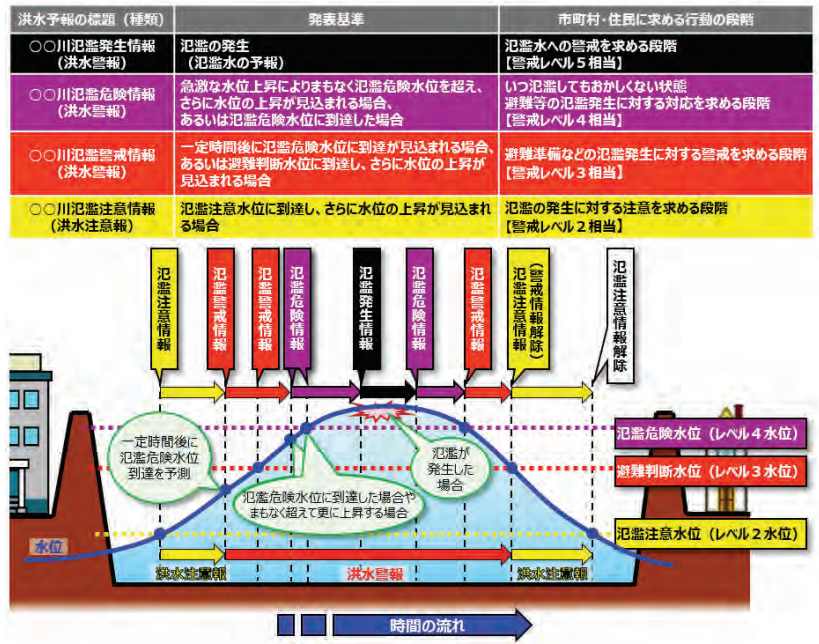 洪水予報の標題（種類）
発表基準
市町村・住民に求める行動の段階
○○川氾濫発生情報
（洪水警報）
氾濫の発生
（氾濫水の予報）
氾濫水への警戒を求める段階
【警戒レベル５相当】
○○川氾濫危険情報
（洪水警報）
急激な水位上昇によりまもなく氾濫危険水位を超え、
さらに水位の上昇が見込まれる場合、
あるいは氾濫危険水位に到達した場合
いつ氾濫してもおかしくない状態
避難等の氾濫発生に対する対応を求める段階
【警戒レベル４相当】
○○川氾濫警戒情報
（洪水警報）
一定時間後に氾濫危険水位に到達が見込まれる場合、
あるいは避難判断水位に到達し、さらに水位の上昇が
見込まれる場合
避難準備などの氾濫発生に対する警戒を求める段階
【警戒レベル３相当】
○○川氾濫注意情報
（洪水注意報）
氾濫注意水位に到達し、さらに水位の上昇が見込まれ
る場合
氾濫の発生に対する注意を求める段階
【警戒レベル２相当】
氾濫注意情報
氾濫警戒情報
氾濫警戒情報
氾濫危険情報
氾濫発生情報
氾濫危険情報
氾濫警戒情報
氾濫注意情報
（警戒情報解除）
氾濫注意情報解除
一定時間後に
氾濫危険水位
到達を予測
氾濫危険水位に到達した場合や
まもなく超えて更に上昇する場合
氾濫が
発生した
場合
氾濫危険水位（レベル４水位）
避難判断水位（レベル３水位）
氾濫注意水位（レベル２水位）
水位
洪水注意報
洪水警報
洪水注意報
時間の流れ